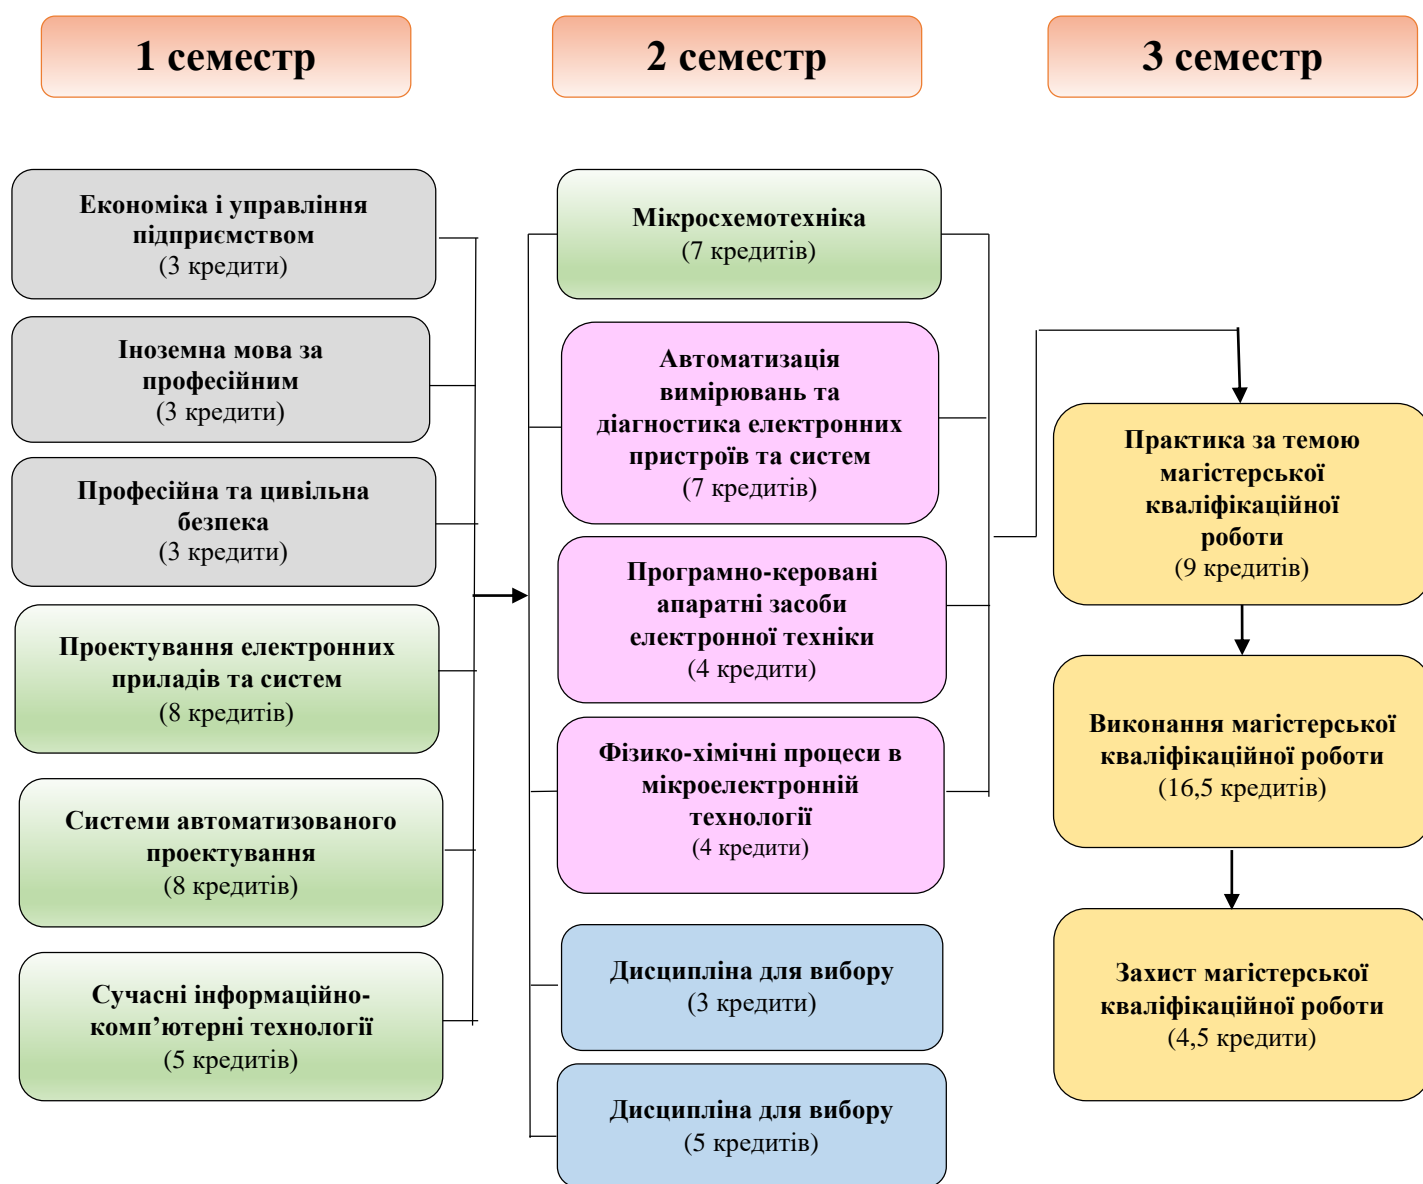 1 семестр
2 семестр
3 семестр
Економіка і управління
підприємством
(3 кредити)
Іноземна мова за
професійним
(3 кредити)
Професійна та цивільна
безпека
(3 кредити)
Проектування електронних
приладів та систем
(8 кредитів)
Системи автоматизованого
проектування
(8 кредитів)
Сучасні інформаційно-
комп’ютерні технології
(5 кредитів)
Мікросхемотехніка
(7 кредитів)
Автоматизація
вимірювань та
діагностика електронних
пристроїв та систем
(7 кредитів)
Програмно-керовані
апаратні засоби
електронної техніки
(4 кредити)
Фізико-хімічні процеси в
мікроелектронній
технології
(4 кредити)
Дисципліна для вибору
(3 кредити)
Дисципліна для вибору
(5 кредитів)
Практика за темою
магістерської
кваліфікаційної
роботи
(9 кредитів)
Виконання магістерської
кваліфікаційної роботи
(16,5 кредитів)
Захист магістерської
кваліфікаційної роботи
(4,5 кредити)